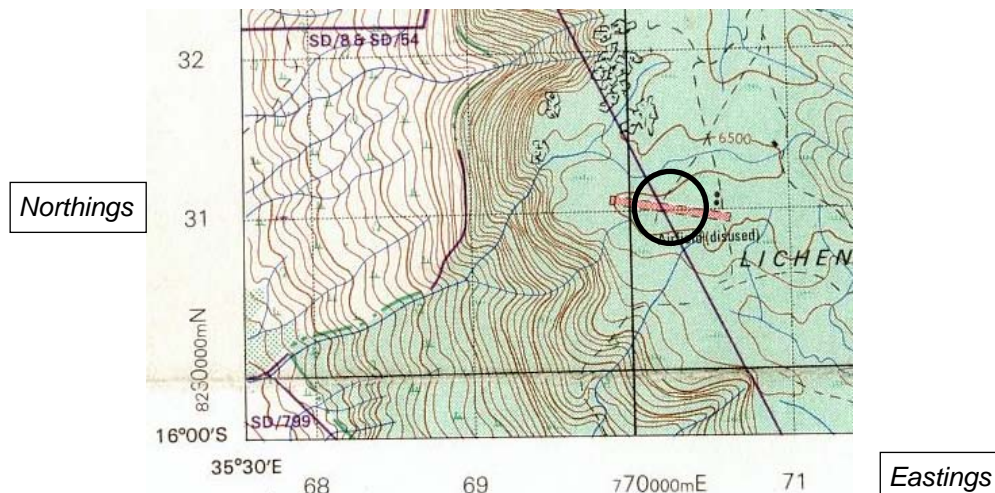 SD/8 & SD/54
32
6500
Northings
31
Airfield (disused)
LICHEN
8230000mN
SD/799
16°00'S
35°30'E
68
69
770000mE
71
Eastings